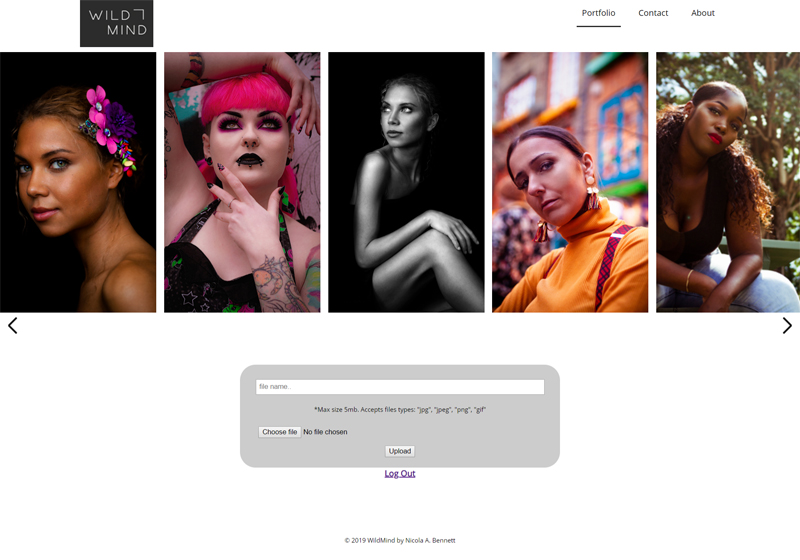 WILD
MIND
Portfolio Contact About
file name..
*Max size 5mb. Accepts files types: "jpg", "jpeg", "png", "gif"
Choose file No file chosen
Upload
Log Out
© 2019 WildMind by Nicola A. Bennett